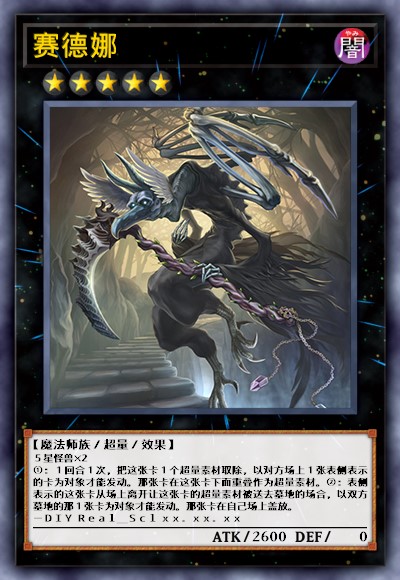 赛德娜
やみ
闇
【魔法师族／超量／效果】
５星怪兽×2
①：１回合１次，把这张卡１个超量素材取除，以对方场上１张表侧表
示的卡为对象才能发动。那张卡在这张卡下面重叠作为超量素材。②：表侧
表示的这张卡从场上离开让这张卡的超量素材被送去墓地的场合，以双方
墓地的那１张卡为对象才能发动。那张卡在自己场上盖放。
－ＤＩＹＲｅａｌ＿Ｓｃｌｘｘ．ｘｘ．ｘｘ
ATK/2600 DEF/ 0